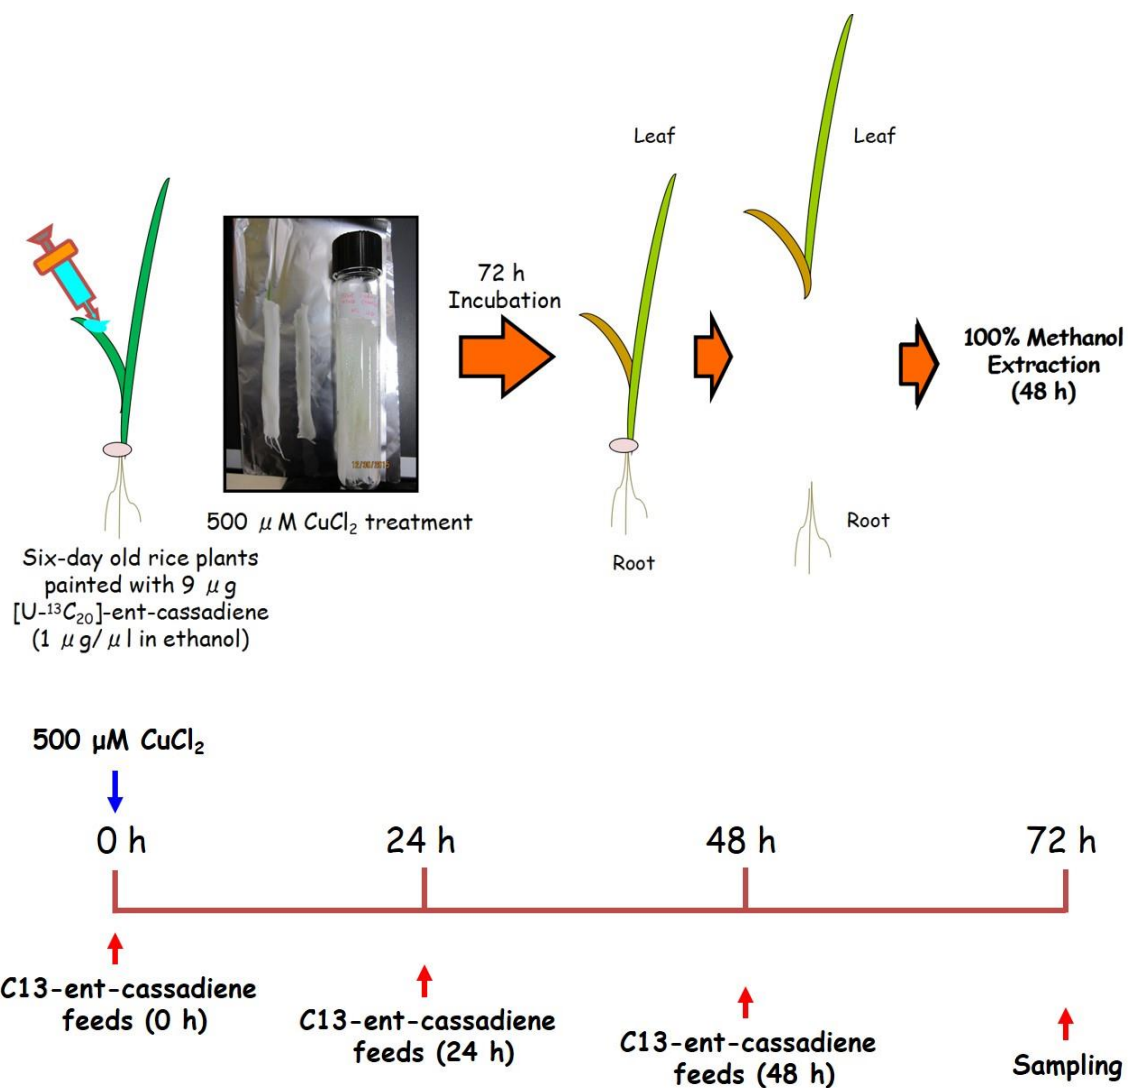 Leaf
Leaf
72 h
Incubation
100% Methanol
Extraction
(48 h)
500 μM CuCl₂ treatment
Root
Root
Six-day old rice plants
painted with 9 μg
[U-¹³C₂₀]-ent-cassadiene
(1 μg/μl in ethanol)
500 μM CuCl₂
0 h
24 h
48 h
72 h
C13-ent-cassadiene
feeds (0 h)
C13-ent-cassadiene
feeds (24 h)
C13-ent-cassadiene
feeds (48 h)
Sampling